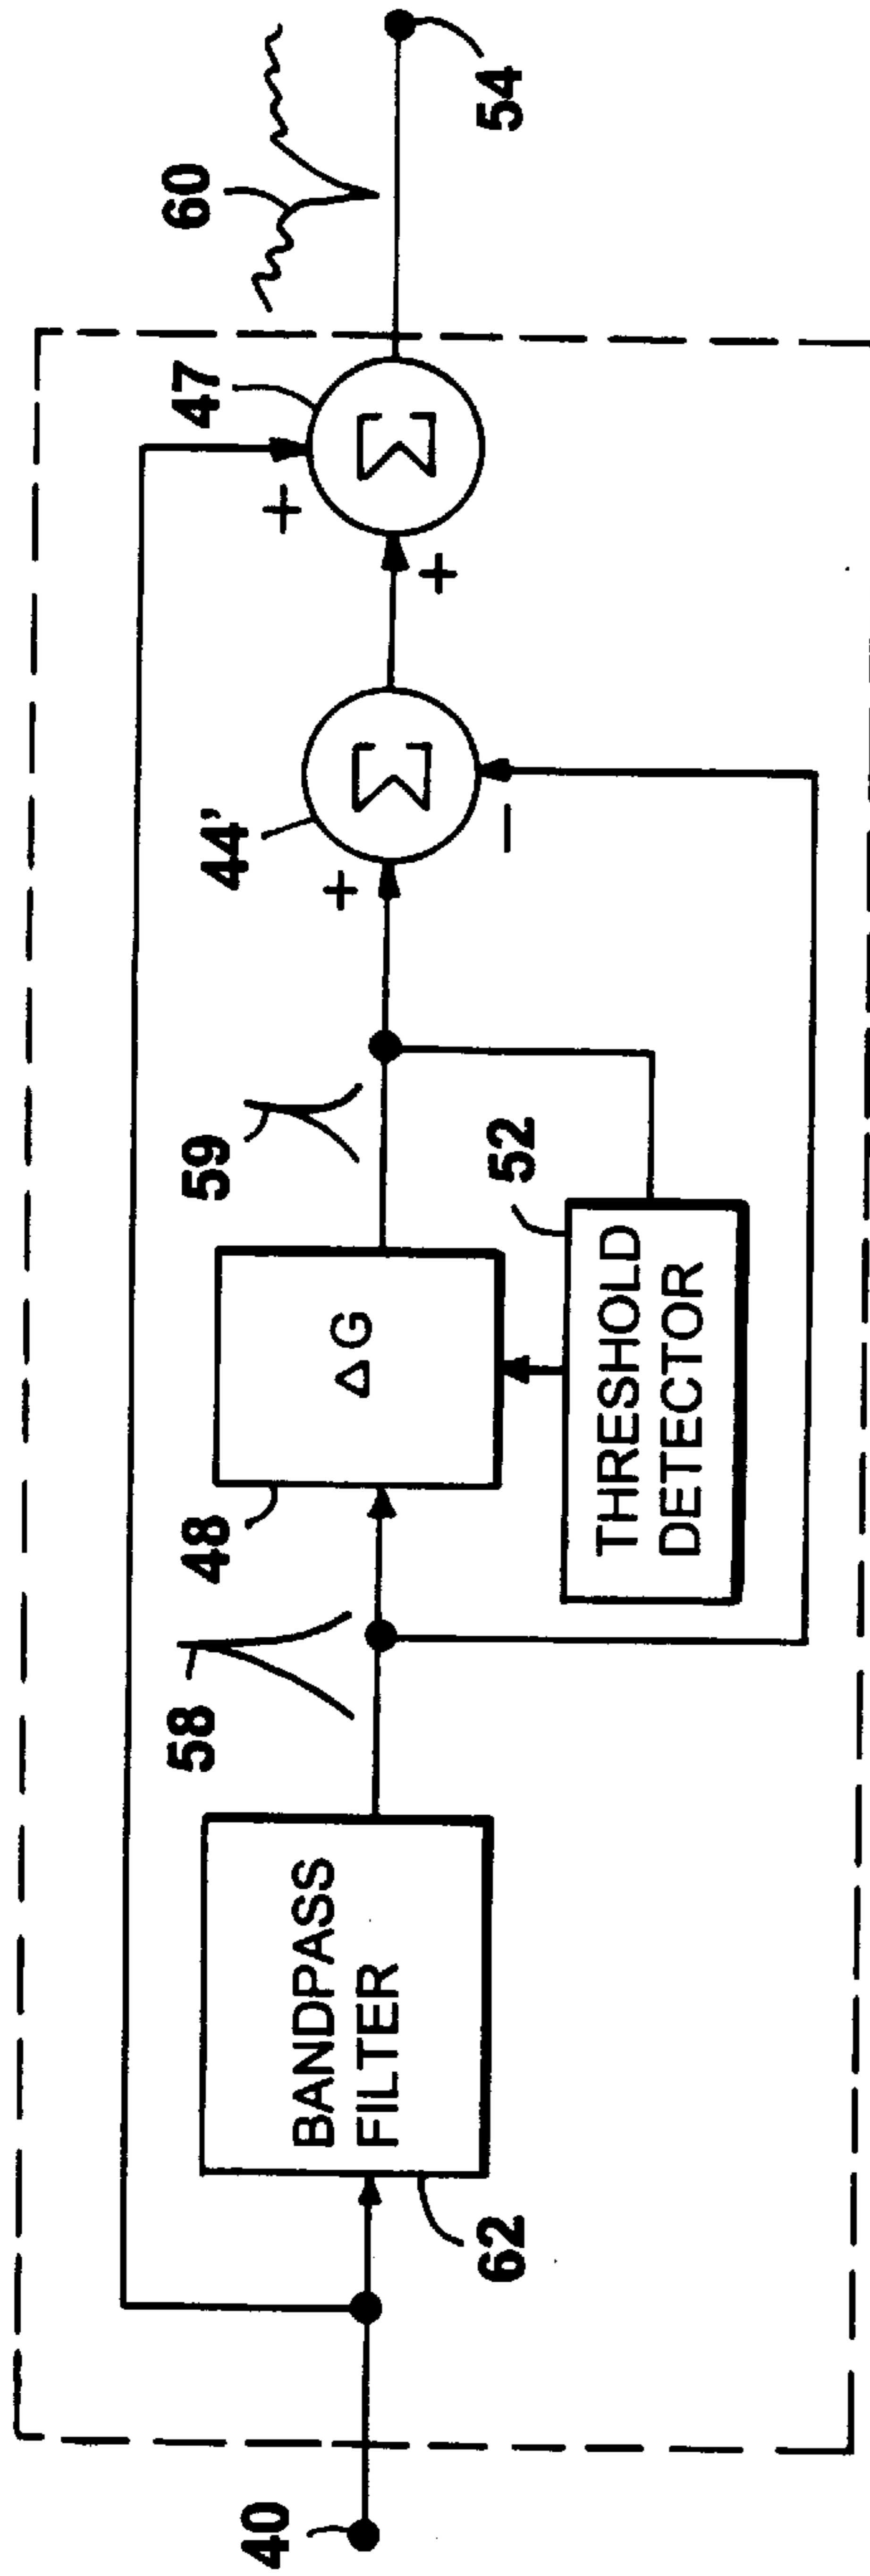 40
62
BANDPASS
FILTER
58
48
ΔG
59
52
THRESHOLD
DETECTOR
44'
+
−
Σ
+
+
47
Σ
60
54